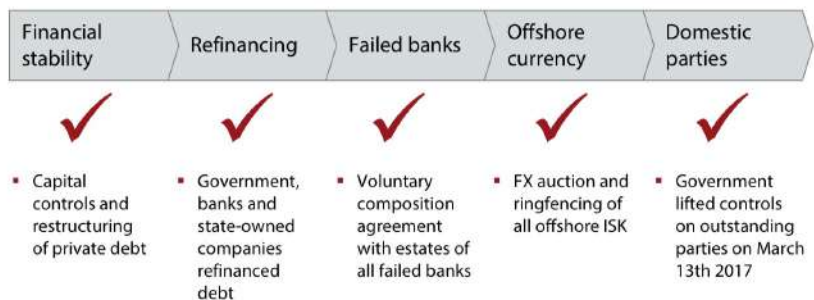 Financial
stability
Refinancing
Failed banks
Offshore
currency
Domestic
parties
▪ Capital
controls and
restructuring
of private debt
▪ Government,
banks and
state-owned
companies
refinanced
debt
▪ Voluntary
composition
agreement
with estates of
all failed banks
▪ FX auction and
ringfencing of
all offshore ISK
▪ Government
lifted controls
on outstanding
parties on March
13th 2017